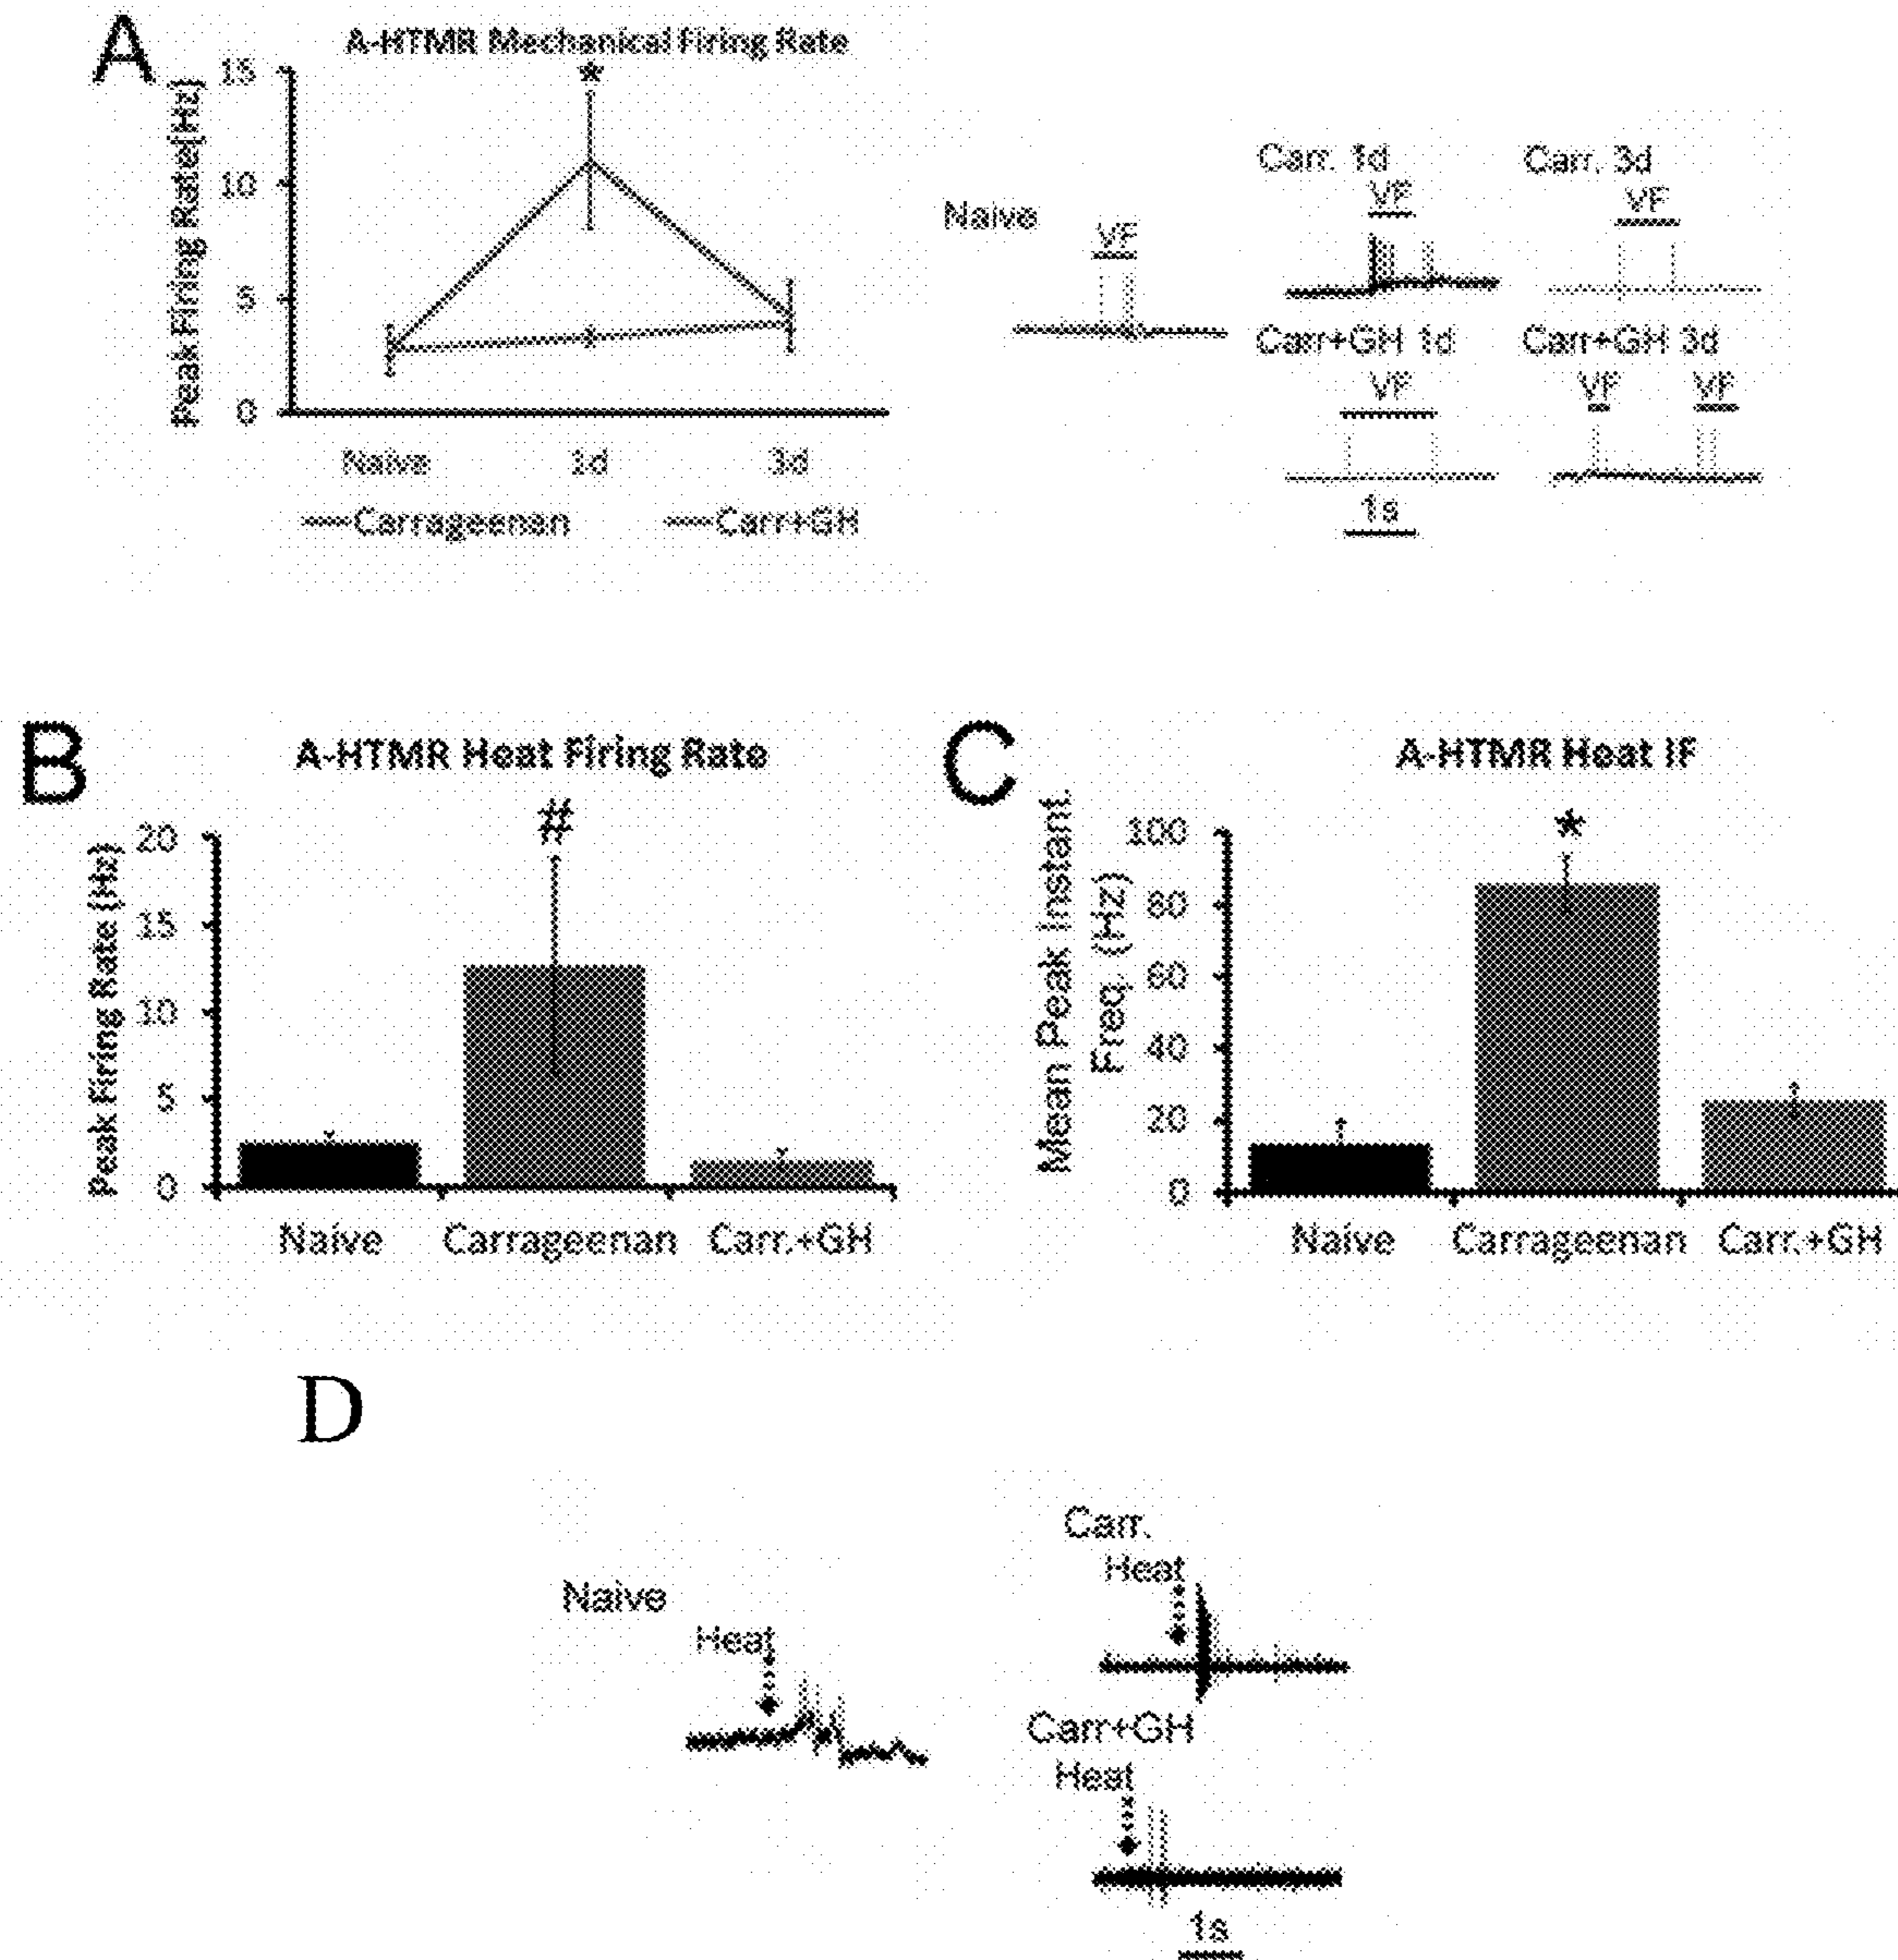 A
A-HTMR Mechanical Firing Rate
*
Peak Firing Rate(Hz)
15
10
5
0
Naive 1d 3d
Carrageenan Carr+GH
Naive
VF
Carr. 1d
VF
Carr. 3d
VF
Carr+GH 1d
VF
1s
Carr+GH 3d
VF VF
B
A-HTMR Heat Firing Rate
#
Peak Firing Rate (Hz)
20
15
10
5
0
Naive Carrageenan Carr.+GH
C
A-HTMR Heat IF
*
Mean Peak Instant.
Freq. (Hz)
100
80
60
40
20
0
Naive Carrageenan Carr.+GH
D
Naive
Heat
Carr.
Heat
Carr+GH
Heat
1s